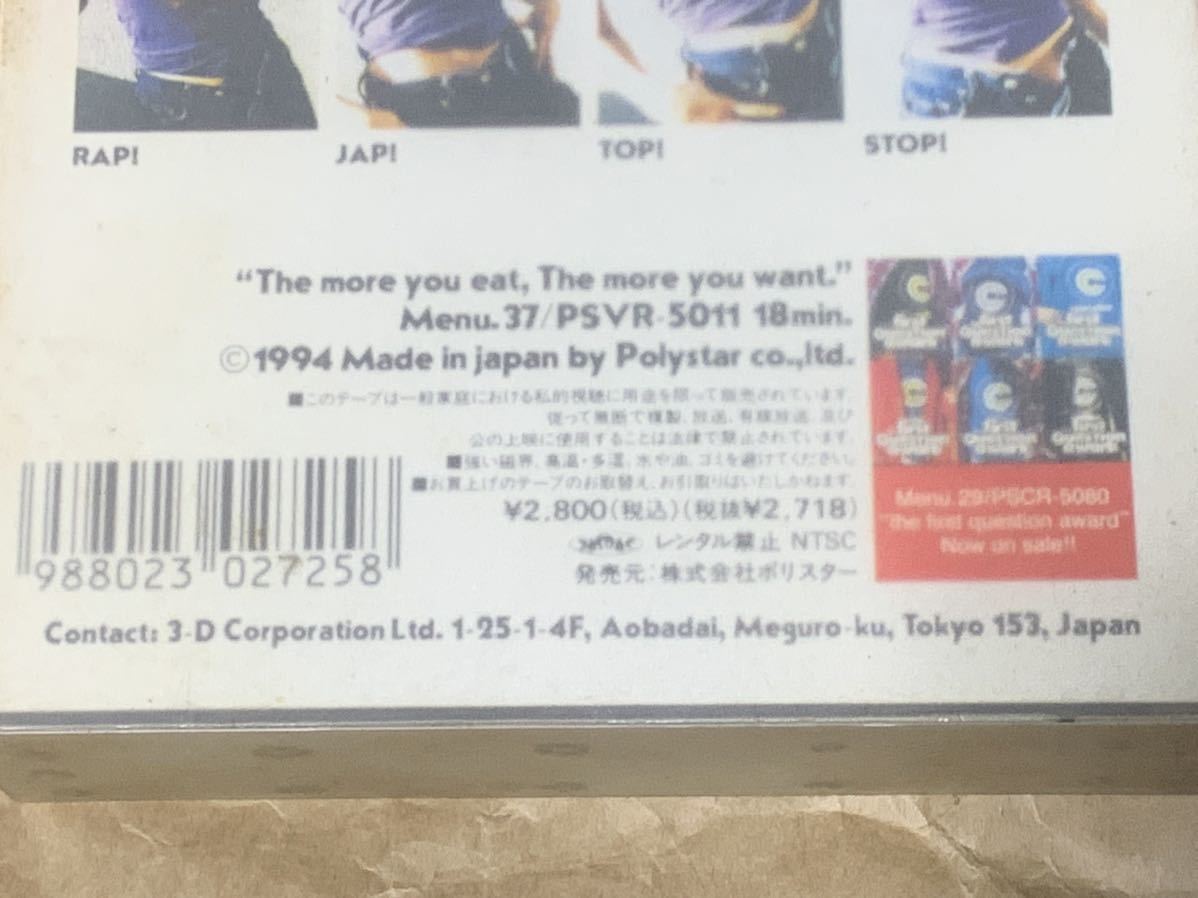 RAP!
JAP!
TOP!
STOP!
“The more you eat, The more you want.”
Menu.37/PSVR-5011 18min.
©1994 Made in japan by Polystar co.,ltd.
■このテープは一般家庭における私的視聴に用途を限って販売されています。
従って無断で複製、放送、有線放送、及び
公の上映に使用することは法律で禁止されています。
■強い磁界、高温・多湿、水や油、ゴミを避けてください。
■お買上げのテープのお取替え、お引取りはいたしかねます。
¥2,800(税込)(税抜¥2,718)
レンタル禁止 NTSC
発売元：株式会社ポリスター
988023 027258
Menu.29/PSCR-5080
"the first question award"
Now on sale!!
Contact: 3-D Corporation Ltd. 1-25-1-4F, Aobadai, Meguro-ku, Tokyo 153, Japan